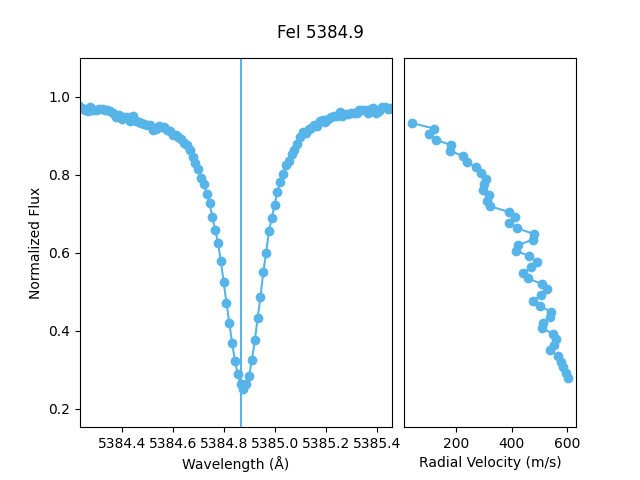 FeI 5384.9
Normalized Flux
1.0
0.8
0.6
0.4
0.2
5384.4 5384.6 5384.8 5385.0 5385.2 5385.4
Wavelength (Å)
200 400 600
Radial Velocity (m/s)